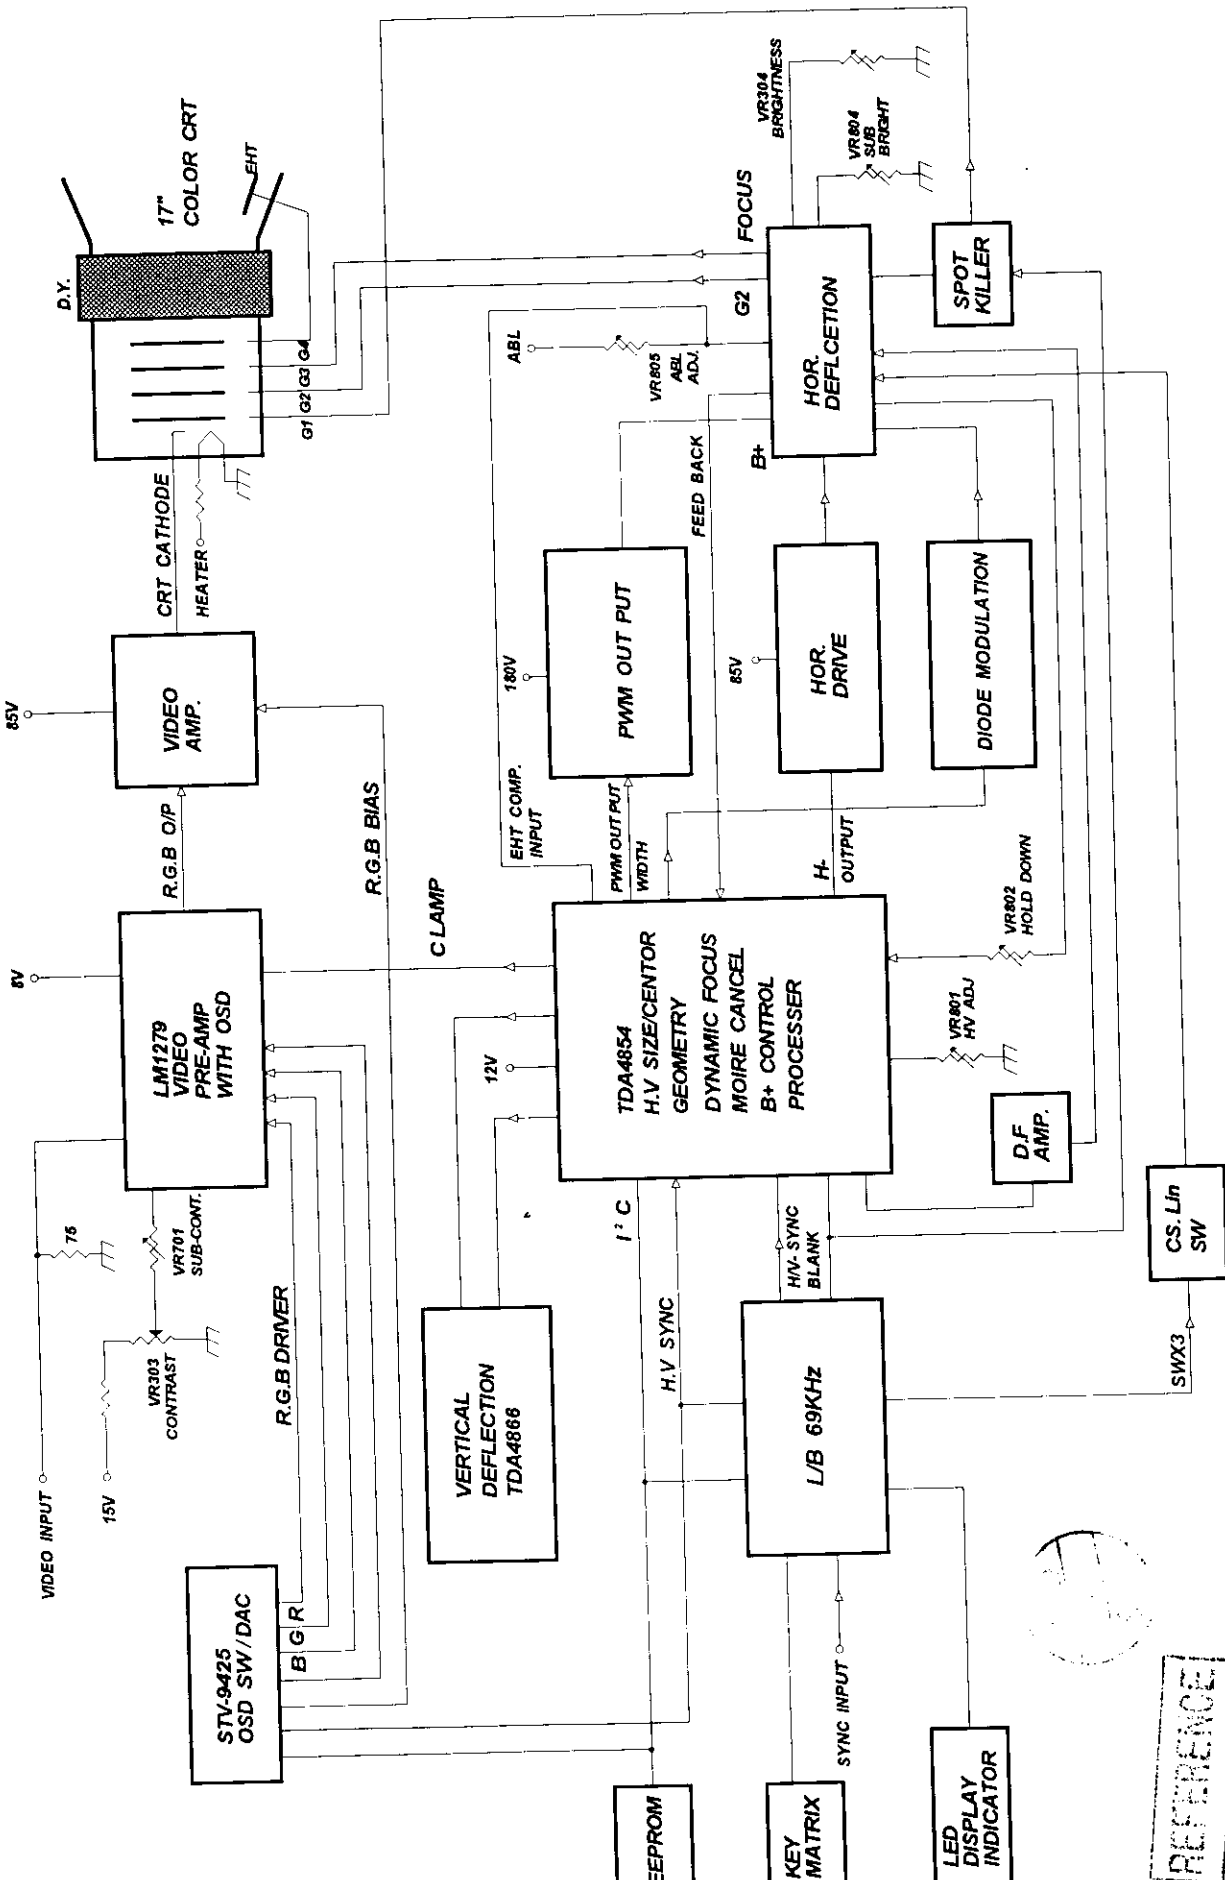 D.Y.
17"
COLOR CRT
EHT
G1 G2 G3 G4
CRT CATHODE
HEATER
85V
VIDEO
AMP.
R.G.B O/P
R.G.B BIAS
8V
LM1279
VIDEO
PRE-AMP
WITH OSD
C LAMP
75
VR701
SUB-CONT.
VR303
CONTRAST
VIDEO INPUT
15V
R.G.B DRIVER
STV-9425
OSD SW/DAC
B G R
VERTICAL
DEFLECTION
TDA4866
12V
EHT COMP.
INPUT
PWM OUT PUT
WIDTH
H-
OUTPUT
TDA4854
H.V SIZE/CENTOR
GEOMETRY
DYNAMIC FOCUS
MOIRE CANCEL
B+ CONTROL
PROCESSER
180V
PWM OUT PUT
85V
HOR.
DRIVE
DIODE MODULATION
FEED BACK
ABL
VR805
ABL
ADJ.
G2
FOCUS
B+
HOR.
DEFLCETION
VR304
BRIGHTNESS
VR804
SUB
BRIGHT
SPOT
KILLER
VR802
HOLD DOWN
VR801
HV ADJ
D.F
AMP.
CS. Lin
SW
SWX3
I² C
H.V SYNC
H/V- SYNC
BLANK
L/B 69KHz
SYNC INPUT
EEPROM
KEY
MATRIX
LED
DISPLAY
INDICATOR
REFERENCE